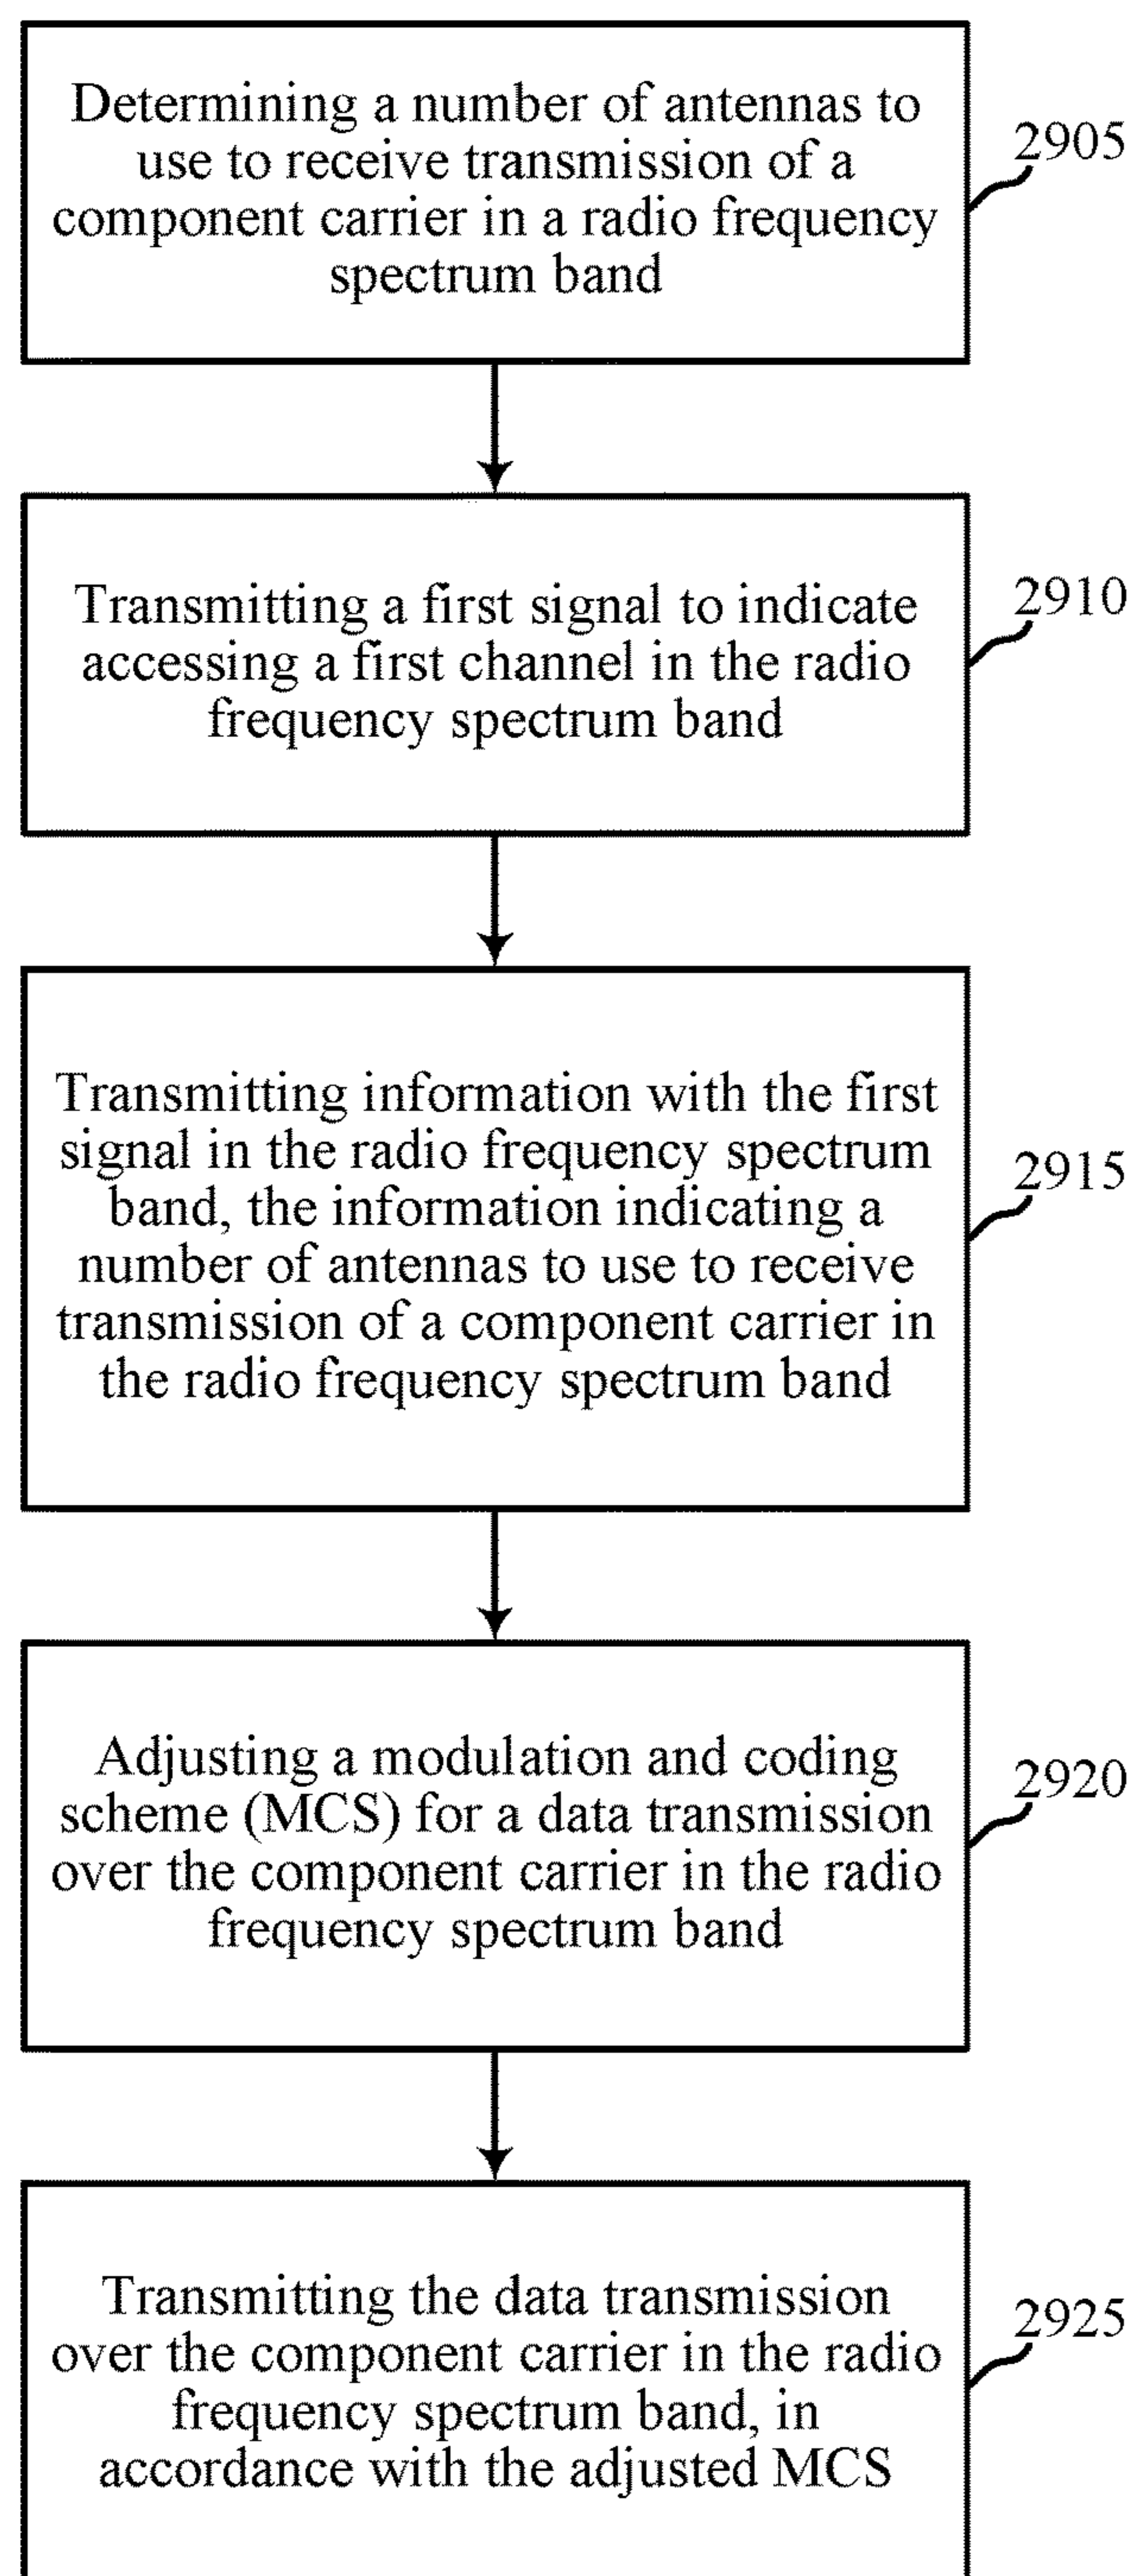 Determining a number of antennas to
use to receive transmission of a
component carrier in a radio frequency
spectrum band
2905
Transmitting a first signal to indicate
accessing a first channel in the radio
frequency spectrum band
2910
Transmitting information with the first
signal in the radio frequency spectrum
band, the information indicating a
number of antennas to use to receive
transmission of a component carrier in
the radio frequency spectrum band
2915
Adjusting a modulation and coding
scheme (MCS) for a data transmission
over the component carrier in the radio
frequency spectrum band
2920
Transmitting the data transmission
over the component carrier in the radio
frequency spectrum band, in
accordance with the adjusted MCS
2925